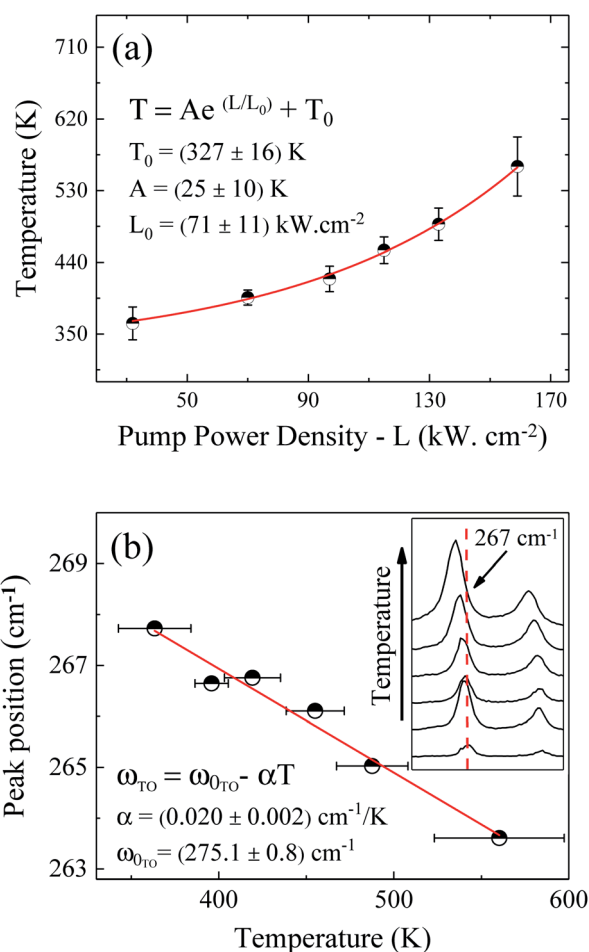 (a)
T = Ae (L/L₀) + T₀
T₀ = (327 ± 16) K
A = (25 ± 10) K
L₀ = (71 ± 11) kW.cm⁻²
710
620
530
440
350
Temperature (K)
50 90 130 170
Pump Power Density - L (kW. cm⁻²)
(b)
267 cm⁻¹
Temperature
ω_TO = ω_0TO - αT
α = (0.020 ± 0.002) cm⁻¹/K
ω_0TO = (275.1 ± 0.8) cm⁻¹
269
267
265
263
Peak position (cm⁻¹)
400 500 600
Temperature (K)